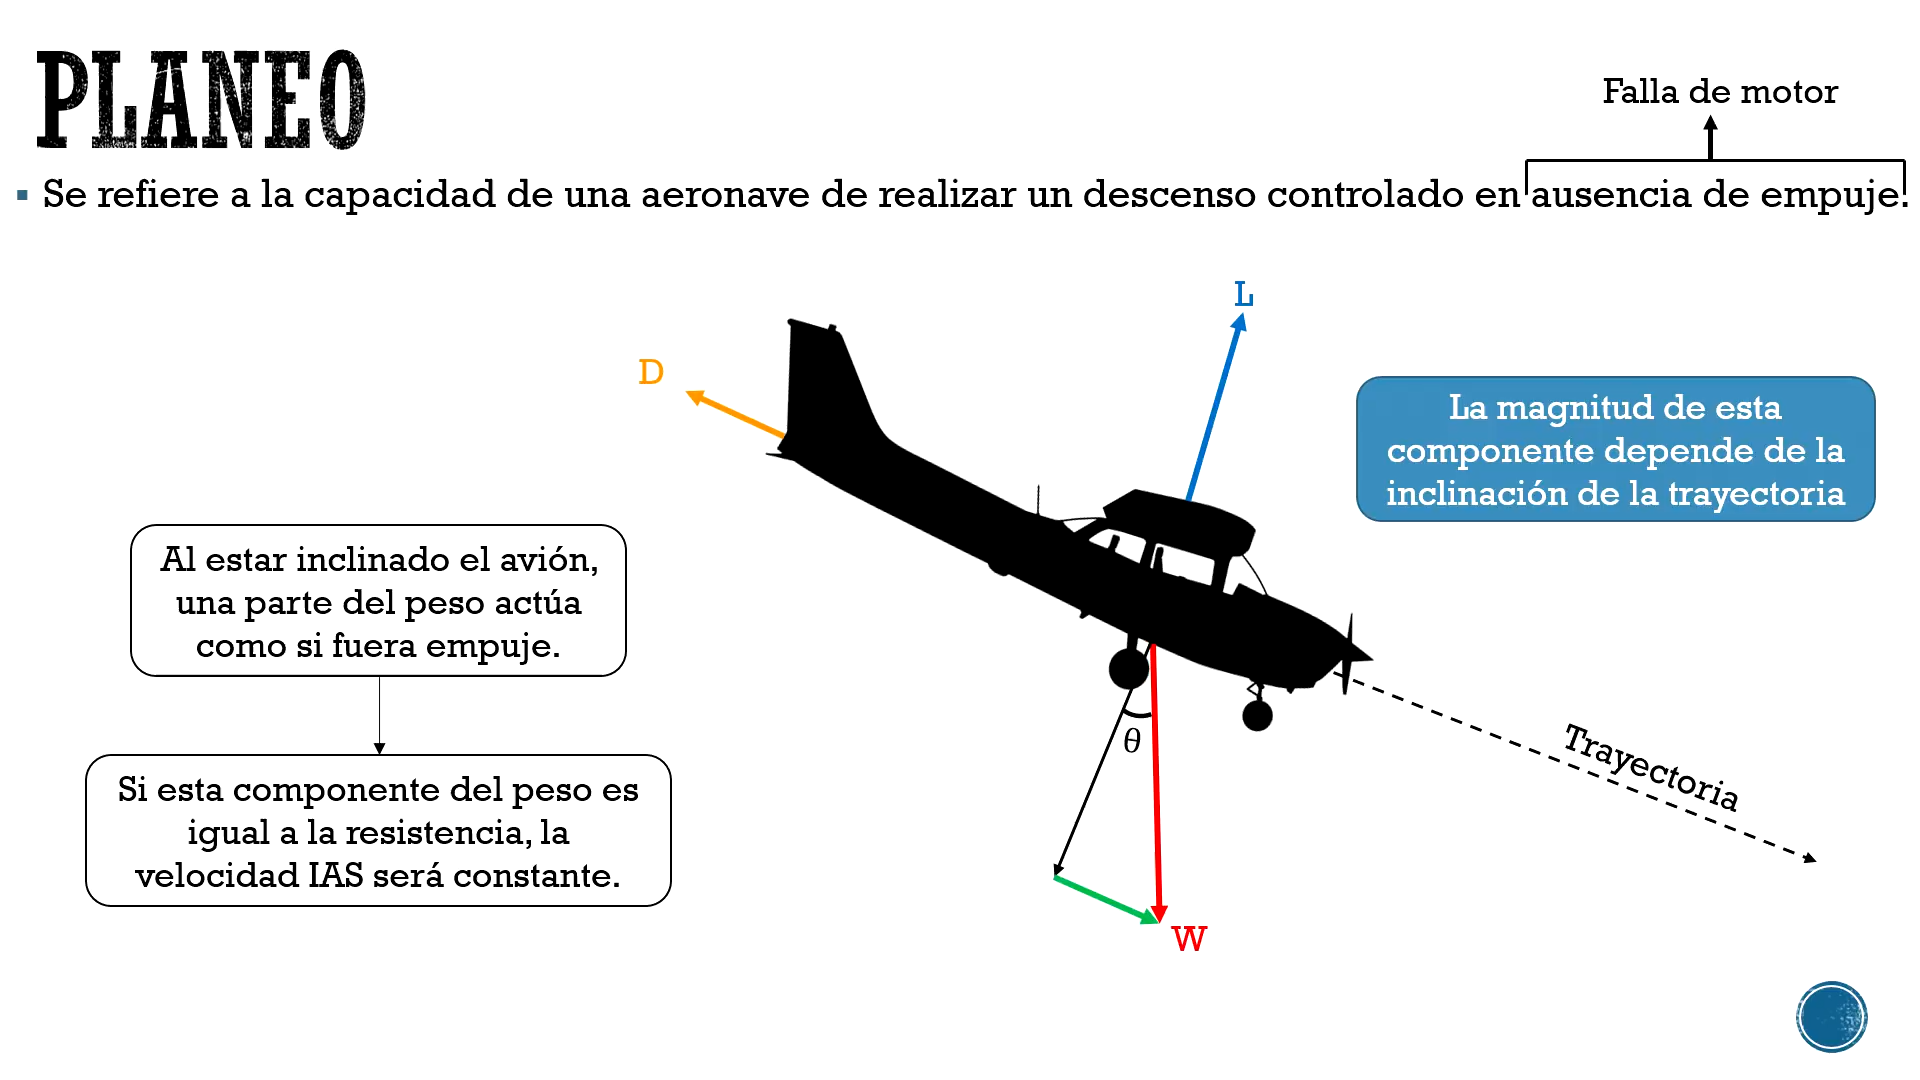 PLANEO
Falla de motor
Se refiere a la capacidad de una aeronave de realizar un descenso controlado en ausencia de empuje.
L
D
La magnitud de esta
componente depende de la
inclinación de la trayectoria
Al estar inclinado el avión,
una parte del peso actúa
como si fuera empuje.
θ
Trayectoria
Si esta componente del peso es
igual a la resistencia, la
velocidad IAS será constante.
W